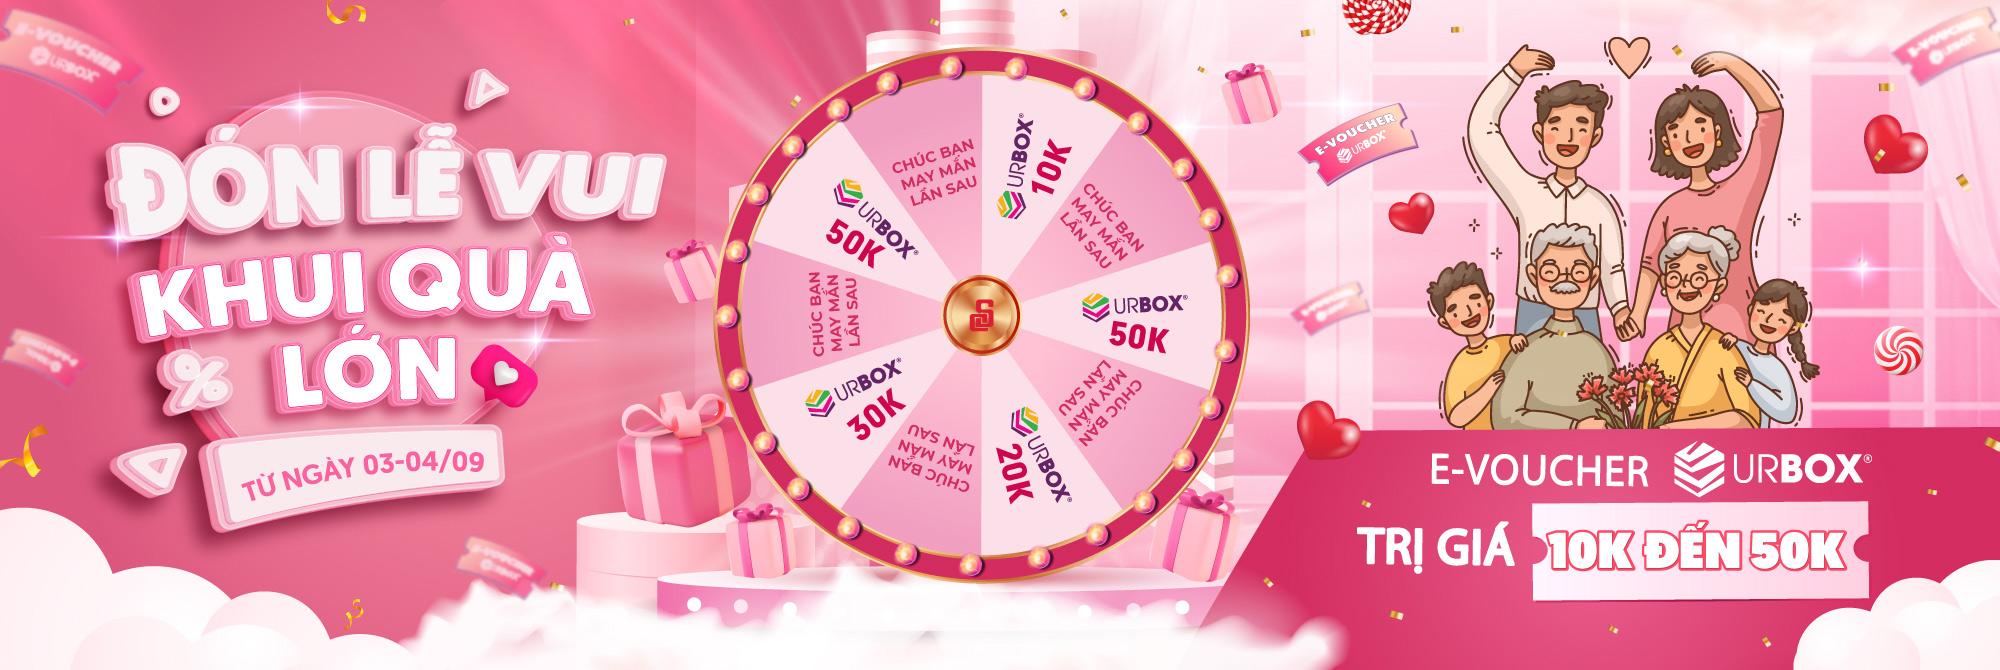 E-VOUCHER
URBOX
ĐÓN LỄ VUI
KHUI QUÀ
LỚN
%
TỪ NGÀY 03-04/09
CHÚC BẠN
MAY MẮN
LẦN SAU
URBOX®
10K
CHÚC BẠN
MAY MẮN
LẦN SAU
URBOX®
50K
CHÚC BẠN
MAY MẮN
LẦN SAU
URBOX®
20K
CHÚC BẠN
MAY MẮN
LẦN SAU
URBOX®
30K
CHÚC BẠN
MAY MẮN
LẦN SAU
URBOX®
50K
E-VOUCHER
URBOX
E-VOUCHER URBOX®
TRỊ GIÁ 10K ĐẾN 50K